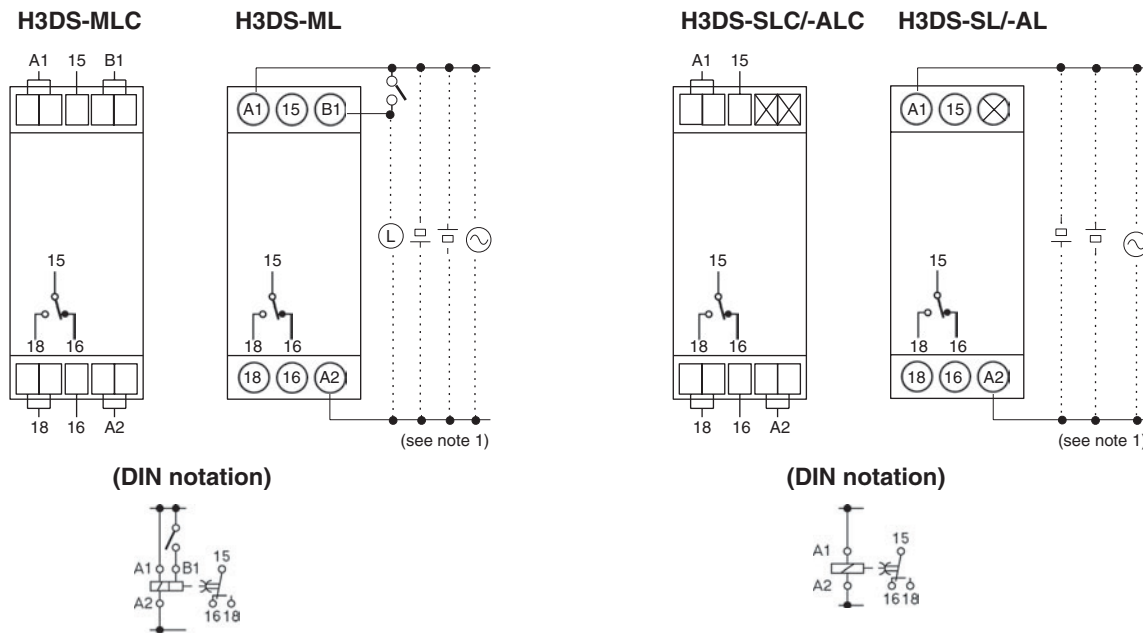 H3DS-MLC
H3DS-ML
H3DS-SLC/-ALC
H3DS-SL/-AL
A1 15 B1
A1 15 B1
L
15
18 16
15
18 16
18 16 A2
18 16 A2
(see note 1)
A1 15
A1 15
15
18 16
15
18 16
18 16 A2
18 16 A2
(see note 1)
(DIN notation)
A1 B1 15
A2
16 18
(DIN notation)
A1 15
A2
16 18